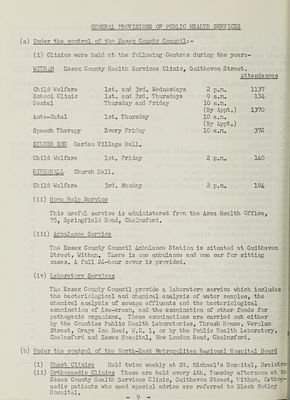 GENERAL PROVISIONS OF PUBLIC HEALTH SERVICES
(a) Under the control of the Essex County Council:-
(i) Clinics were held at the following Centres during the year:-
WITHAM Essex County Health Services Clinic, Guithavon Street.
Attendances
Child Welfare 1st. and 3rd. Wednesdays 2 p.m. 1137
School Clinic 1st. and 3rd. Thursdays 9 a.m. 134
Dental Thursday and Friday 10 a.m.
(By Appt.) 1370
Ante-Natal 1st. Thursday 10 a.m.
(By Appt.)
Speech Therapy Every Friday 10 a.m. 372
SILVER END Garden Village Hall.
Child Welfare 1st. Friday 2 p.m. 140
RIVENHALL Church Hall.
Child Welfare 3rd. Monday 2 p.m. 184
(ii) Home Help Service
This useful service is administered from the Area Health Office,
75, Springfield Road, Chelmsford.
(iii) Ambulance Service
The Essex County Council Ambulance Station is situated at Guithavon
Street, Witham. There is one ambulance and one car for sitting
cases. A full 24-hour cover is provided.
(iv) Laboratory Services
The Essex County Council provide a laboratory service which includes
the bacteriological and chemical analysis of water samples, the
chemical analysis of sewage effluents and the bacteriological
examination of ice-cream, and the examination of other foods for
pathogenic organisms. These examinations are carried out either
by the Counties Public Health Laboratories, Thresh House, Verulam
Street, Grays Inn Road, W.C. 1, or by the Public Health Laboratory,
Chelmsford and Essex Hospital, New London Road, Chelmsford.
(b) Under the control of the North-East Metropolitan Regional Hospital Board
(i) Chest Clinics Held twice weekly at St. Michael's Hospital,
(ii) Orthopaedic Clinics These are held every 4th. Tuesday afternoon at the
Essex County Health Services Clinic, Guithavon Street, Witham. Orthop-
aedic patients who need special advice are referred to Black Notley
Hospital.
- 9 -